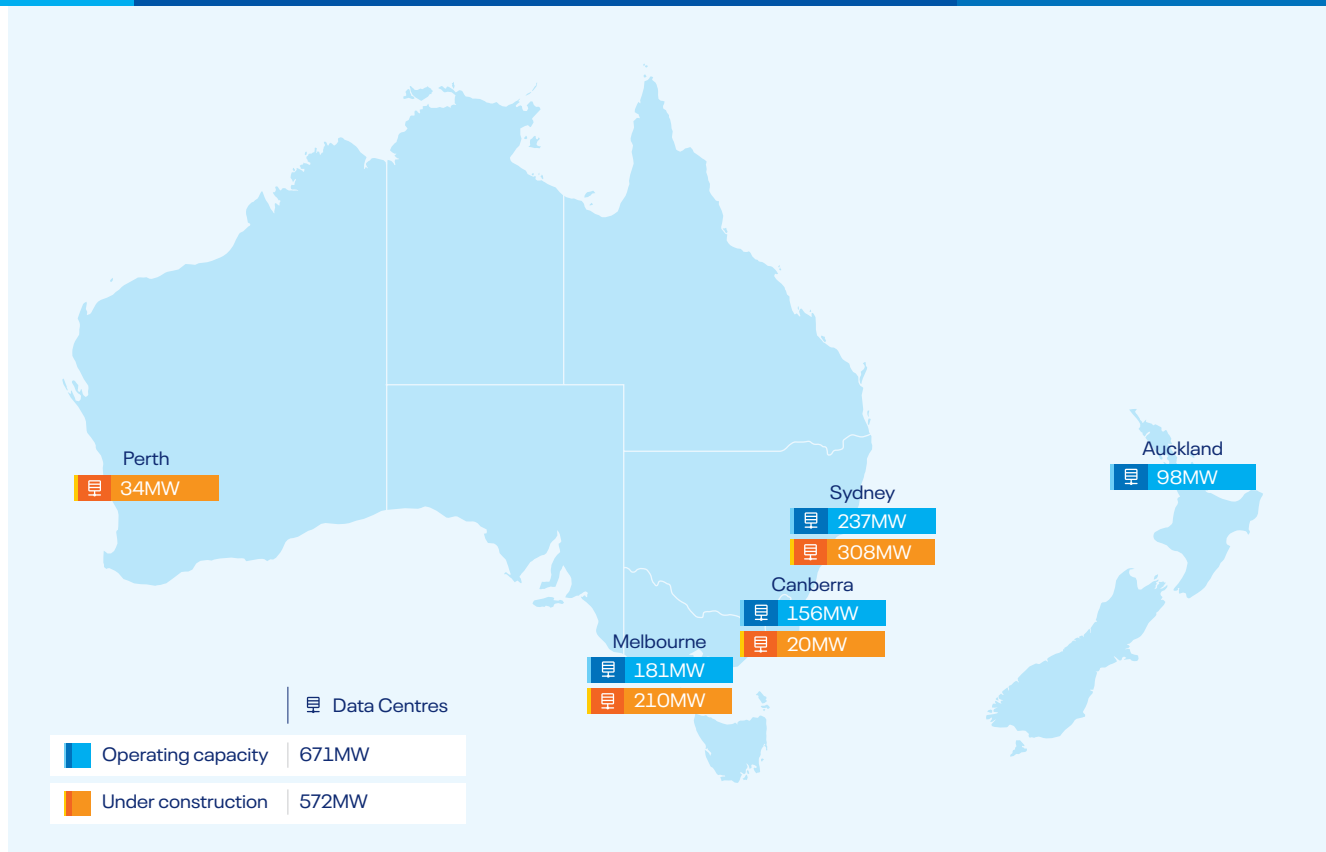 Perth
34MW
Auckland
98MW
Sydney
237MW
308MW
Canberra
156MW
20MW
Melbourne
181MW
210MW
Data Centres
Operating capacity 671MW
Under construction 572MW